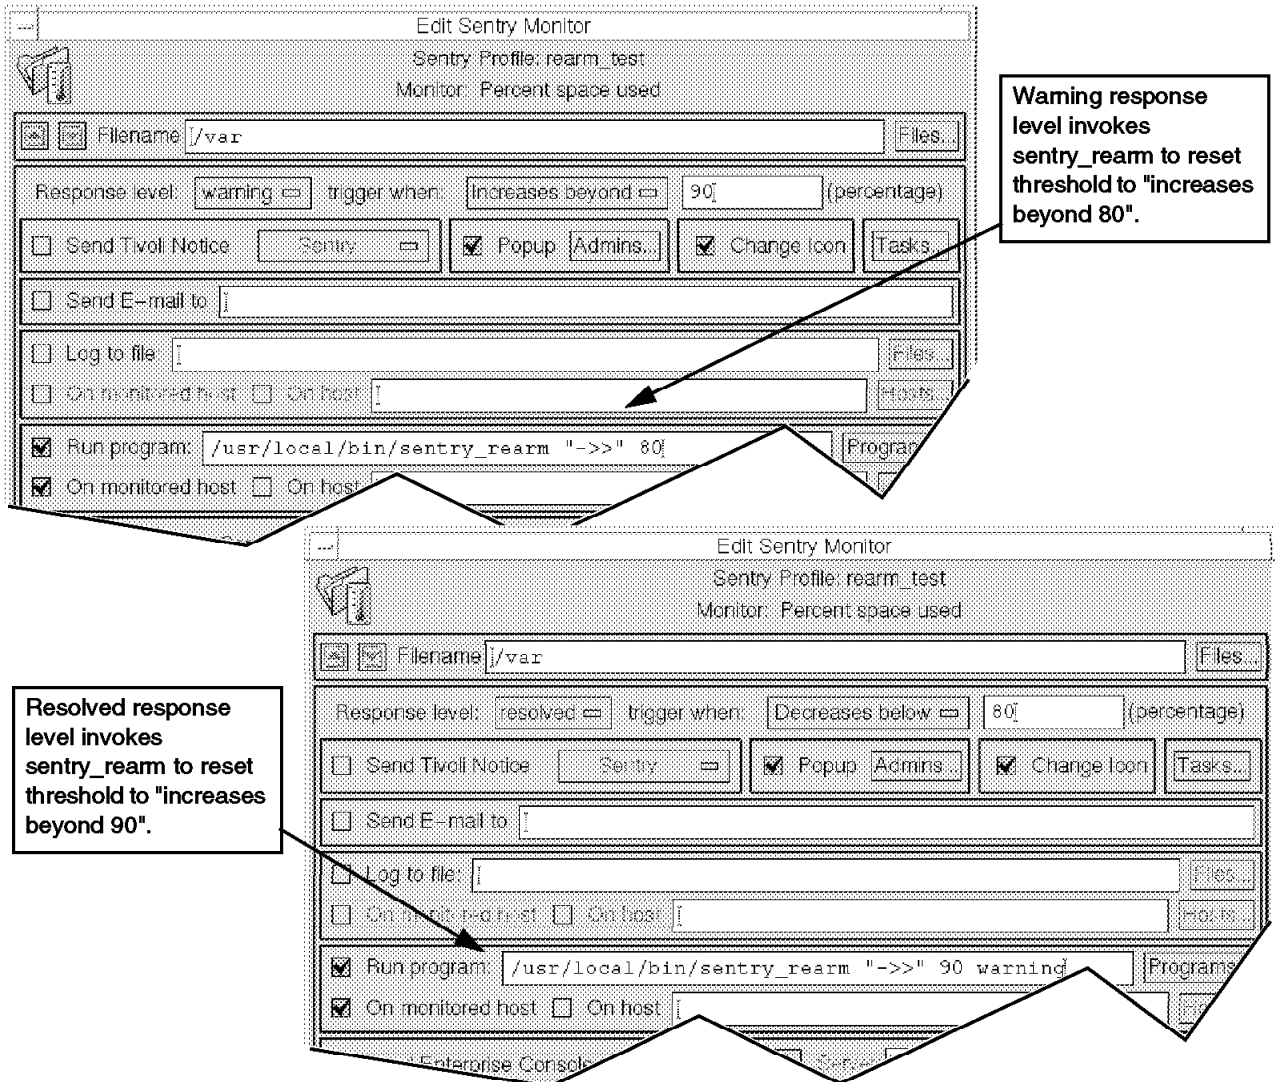 Edit Sentry Monitor
Sentry Profile: rearm_test
Monitor: Percent space used
Filename /var Files...
Response level: warning trigger when: Increases beyond 90 (percentage)
Send Tivoli Notice Sentry Popup Admins... Change Icon Tasks...
Send E-mail to
Log to file: Files...
On monitored host On host Hosts...
Run program: /usr/local/bin/sentry_rearm "->>" 80
On monitored host On host
Warning response
level invokes
sentry_rearm to reset
threshold to "increases
beyond 80".
Edit Sentry Monitor
Sentry Profile: rearm_test
Monitor: Percent space used
Filename /var Files...
Response level: resolved trigger when: Decreases below 80 (percentage)
Send Tivoli Notice Sentry Popup Admins... Change Icon Tasks...
Send E-mail to
Log to file: Files...
On monitored host On host Hosts...
Run program: /usr/local/bin/sentry_rearm "->>" 90 warning Programs
On monitored host On host
Enterprise Console
Resolved response
level invokes
sentry_rearm to reset
threshold to "increases
beyond 90".